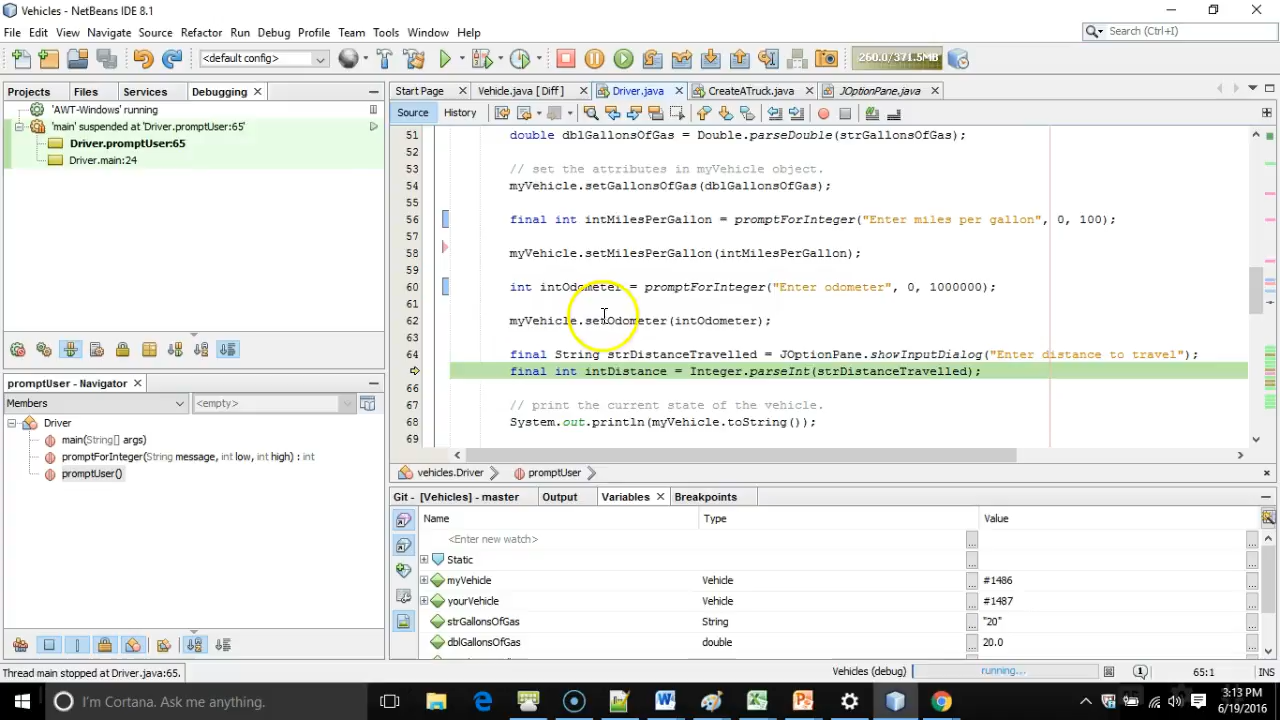 Vehicles - NetBeans IDE 8.1
File Edit View Navigate Source Refactor Run Debug Profile Team Tools Window Help
Search (Ctrl+I)
<default config>
260.0/371.5MB
Projects Files Services Debugging
Start Page Vehicle.java [ Diff ] Driver.java CreateATruck.java JOptionPane.java
'AWT-Windows' running
'main' suspended at 'Driver.promptUser:65'
Driver.promptUser:65
Driver.main:24
Source History
51 double dblGallonsOfGas = Double.parseDouble(strGallonsOfGas);
52
53 // set the attributes in myVehicle object.
54 myVehicle.setGallonsOfGas(dblGallonsOfGas);
55
56 final int intMilesPerGallon = promptForInteger("Enter miles per gallon", 0, 100);
57
58 myVehicle.setMilesPerGallon(intMilesPerGallon);
59
60 int intOdometer = promptForInteger("Enter odometer", 0, 1000000);
61
62 myVehicle.setOdometer(intOdometer);
63
64 final String strDistanceTravelled = JOptionPane.showInputDialog("Enter distance to travel");
final int intDistance = Integer.parseInt(strDistanceTravelled);
66
67 // print the current state of the vehicle.
68 System.out.println(myVehicle.toString());
69
promptUser - Navigator
Members <empty>
Driver
main(String[] args)
promptForInteger(String message, int low, int high) : int
promptUser()
vehicles.Driver promptUser
Git - [Vehicles] - master Output Variables Breakpoints
Name Type Value
<Enter new watch>
Static
myVehicle Vehicle #1486
yourVehicle Vehicle #1487
strGallonsOfGas String "20"
dblGallonsOfGas double 20.0
Thread main stopped at Driver.java:65.
Vehicles (debug) running... 65:1 INS
I'm Cortana. Ask me anything.
3:13 PM
6/19/2016